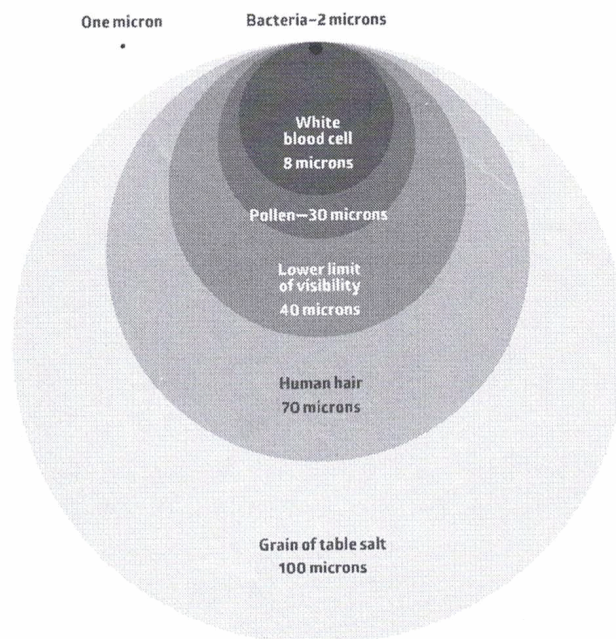 One micron
Bacteria–2 microns
White
blood cell
8 microns
Pollen—30 microns
Lower limit
of visibility
40 microns
Human hair
70 microns
Grain of table salt
100 microns